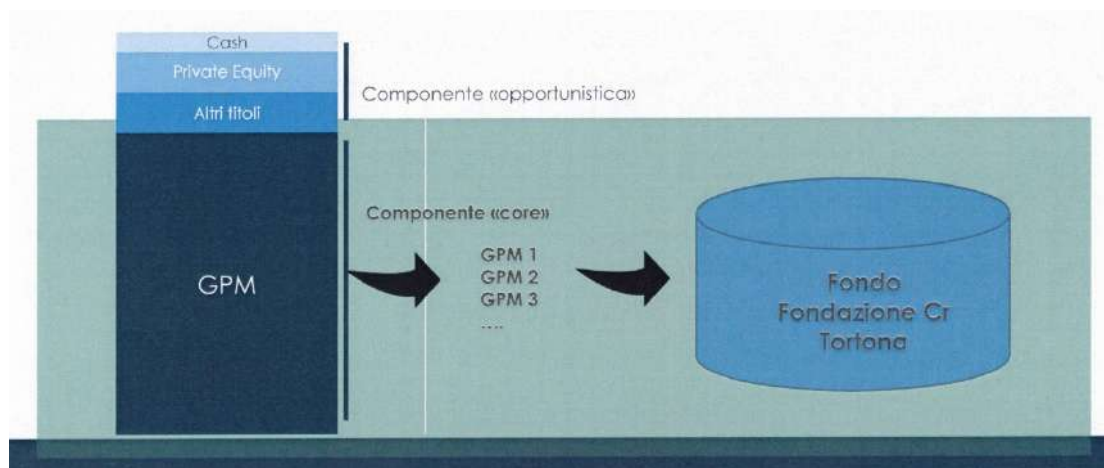 Cash
Private Equity
Altri titoli
Componente «opportunistica»
GPM
Componente «core»
GPM 1
GPM 2
GPM 3
....
Fondo
Fondazione Cr
Tortona